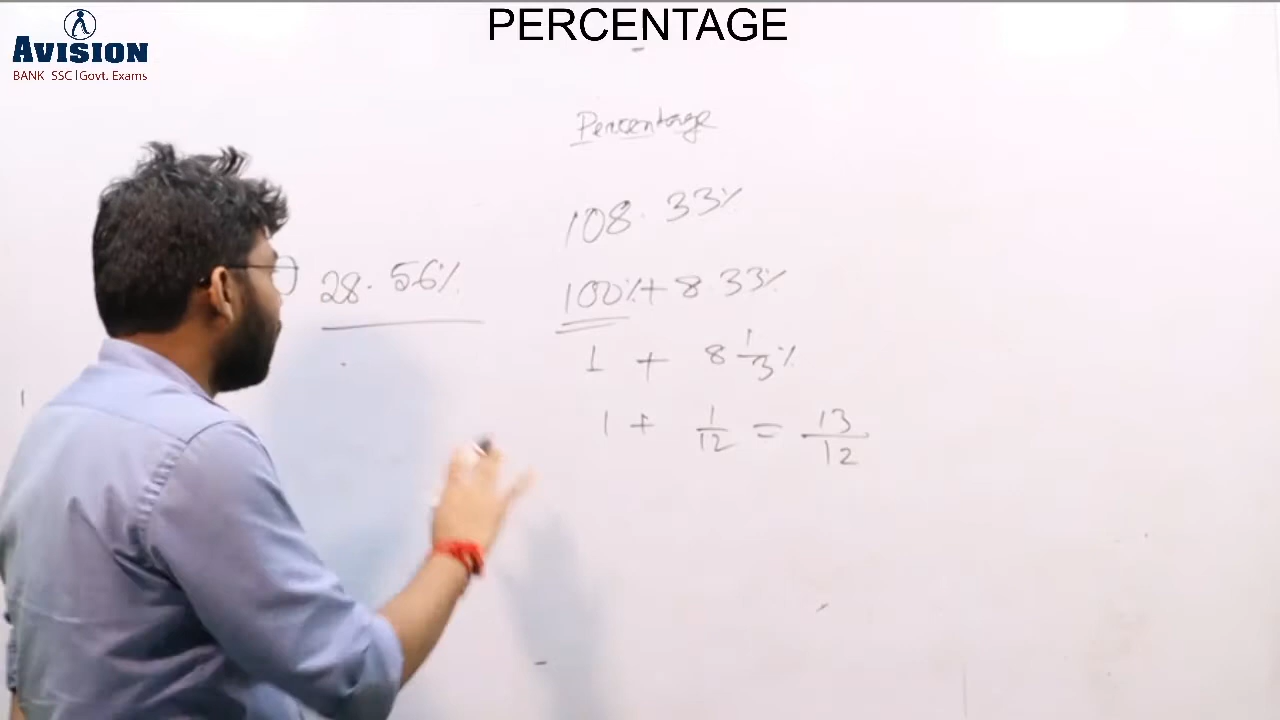 PERCENTAGE
AVISION
BANK SSC|Govt. Exams
Percentage
108.33%
28.56%
100% + 8.33%
1 + 8 1/3%
1 + 1/12 = 13/12